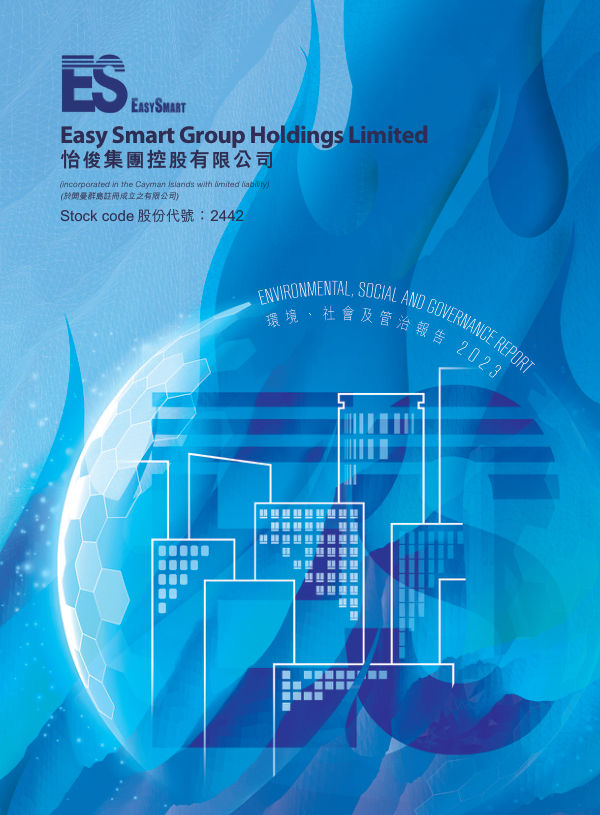 ES EASYSMART
Easy Smart Group Holdings Limited
怡俊集團控股有限公司
(incorporated in the Cayman Islands with limited liability)
(於開曼群島註冊成立之有限公司)
Stock code 股份代號：2442
ENVIRONMENTAL, SOCIAL AND GOVERNANCE REPORT
環境、社會及管治報告 2023
ES